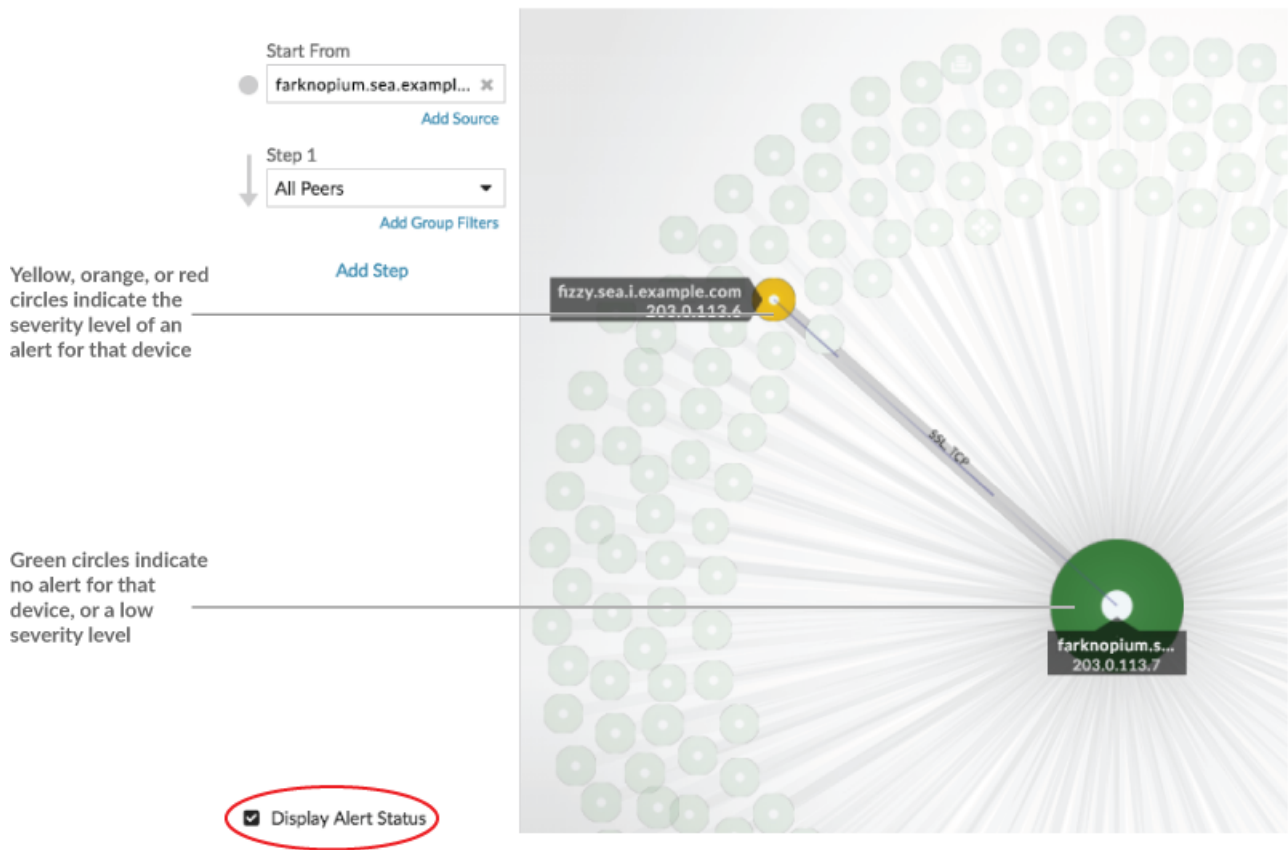 Start From
farknopium.sea.exampl...
Add Source
Step 1
All Peers
Add Group Filters
Add Step
Yellow, orange, or red
circles indicate the
severity level of an
alert for that device
fizzy.sea.i.example.com
203.0.113.6
SSL, TCP
Green circles indicate
no alert for that
device, or a low
severity level
farknopium.s...
203.0.113.7
Display Alert Status